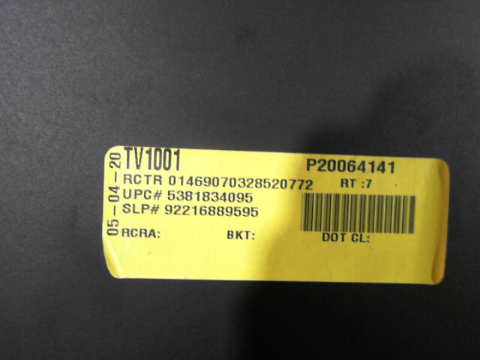 05-04-20
TV1001 P20064141
RCTR 01469070328520772 RT :7
UPC# 5381834095
SLP# 92216889595
RCRA: BKT: DOT CL: